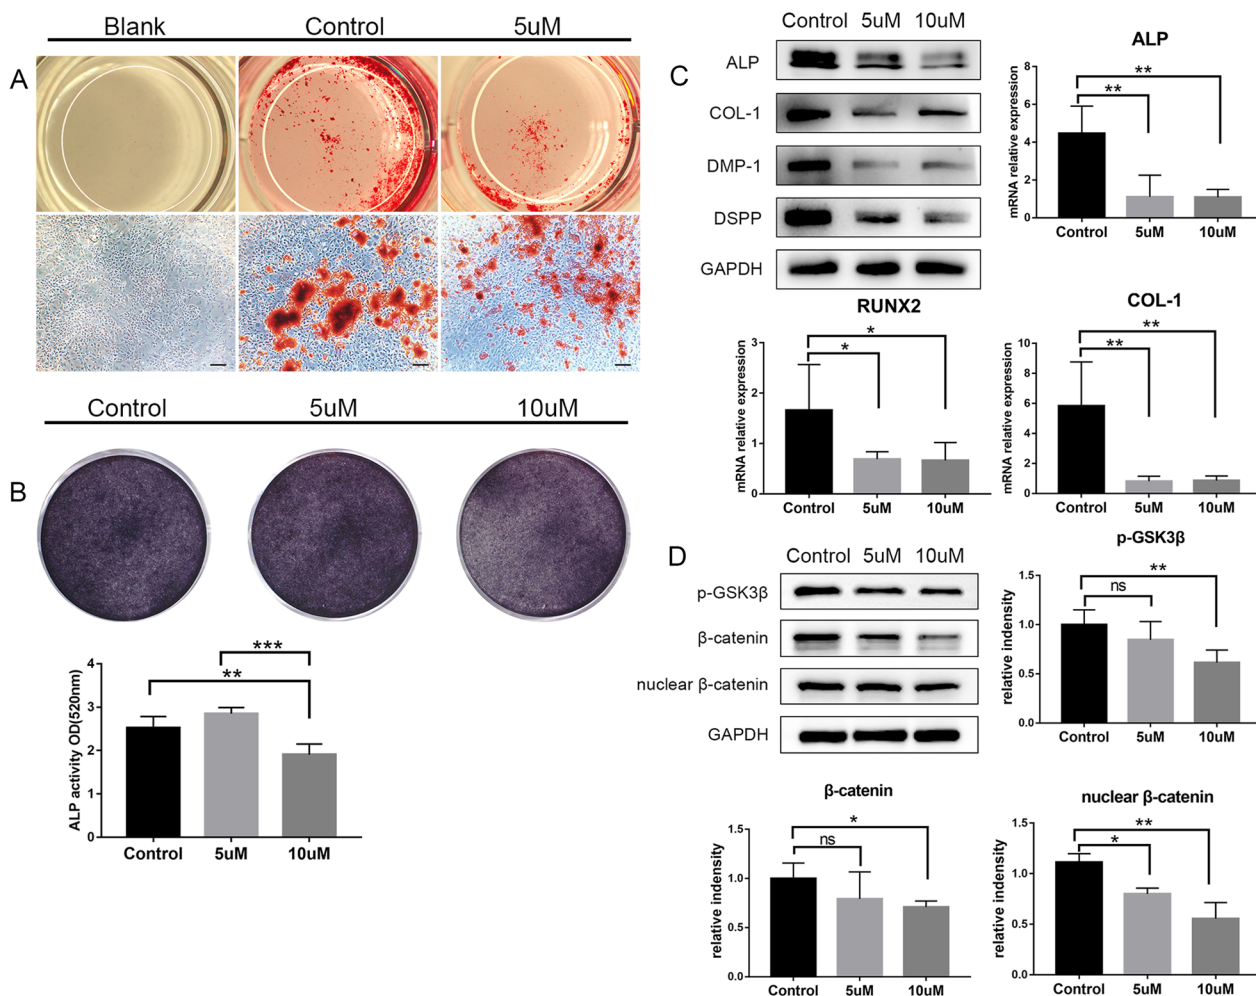 Blank Control 5uM
A
Control 5uM 10uM
B
*** 
**
ALP activity OD(520nm)
4
3
2
1
0
Control 5uM 10uM
C
Control 5uM 10uM
ALP
COL-1
DMP-1
DSPP
GAPDH
ALP
mRNA relative expression
8
6
4
2
0
**
**
Control 5uM 10uM
RUNX2
mRNA relative expression
3
2
1
0
*
*
Control 5uM 10uM
COL-1
mRNA relative expression
10
8
6
4
2
0
**
**
Control 5uM 10uM
D
Control 5uM 10uM
p-GSK3β
β-catenin
nuclear β-catenin
GAPDH
p-GSK3β
relative indensity
1.5
1.0
0.5
0.0
**
ns
Control 5uM 10uM
β-catenin
relative indensity
1.5
1.0
0.5
0.0
*
ns
Control 5uM 10uM
nuclear β-catenin
relative indensity
1.5
1.0
0.5
0.0
**
*
Control 5uM 10uM